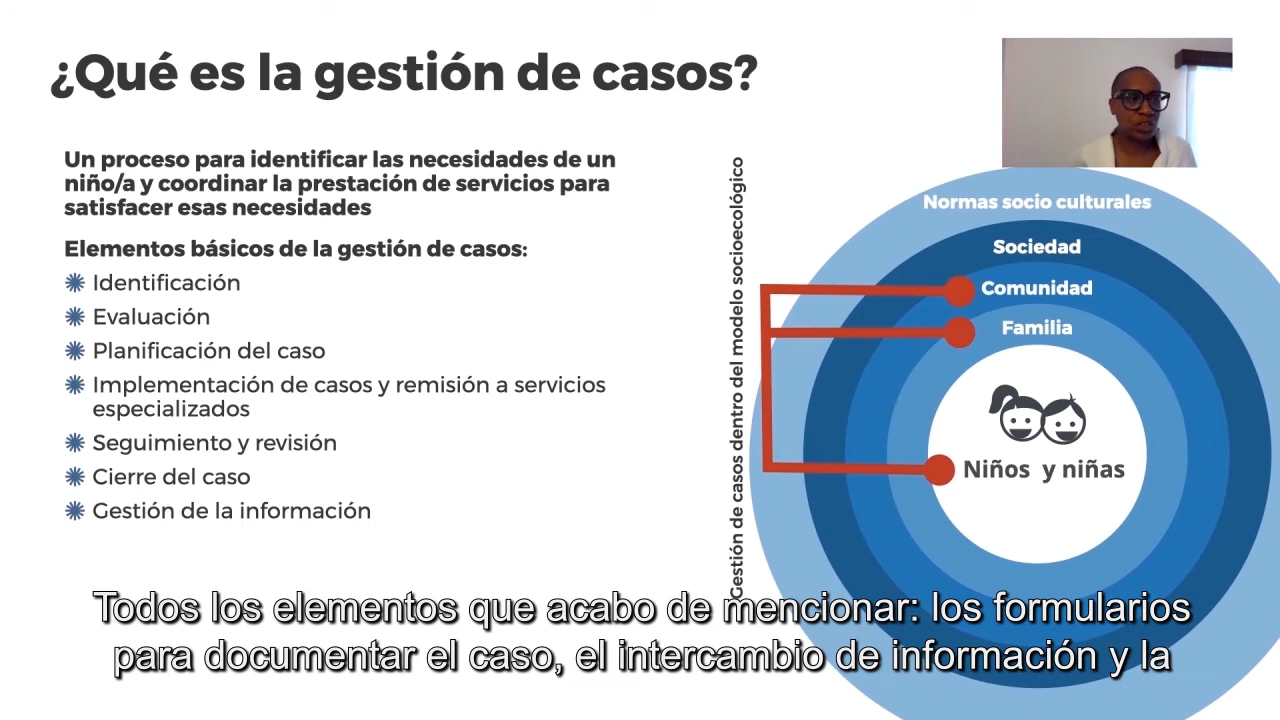 ¿Qué es la gestión de casos?
Un proceso para identificar las necesidades de un
niño/a y coordinar la prestación de servicios para
satisfacer esas necesidades
Elementos básicos de la gestión de casos:
Identificación
Evaluación
Planificación del caso
Implementación de casos y remisión a servicios
especializados
Seguimiento y revisión
Cierre del caso
Gestión de la información
Gestión de casos dentro del modelo socioecológico
Normas socio culturales
Sociedad
Comunidad
Familia
Niños y niñas
Todos los elementos que acabo de mencionar: los formularios
para documentar el caso, el intercambio de información y la